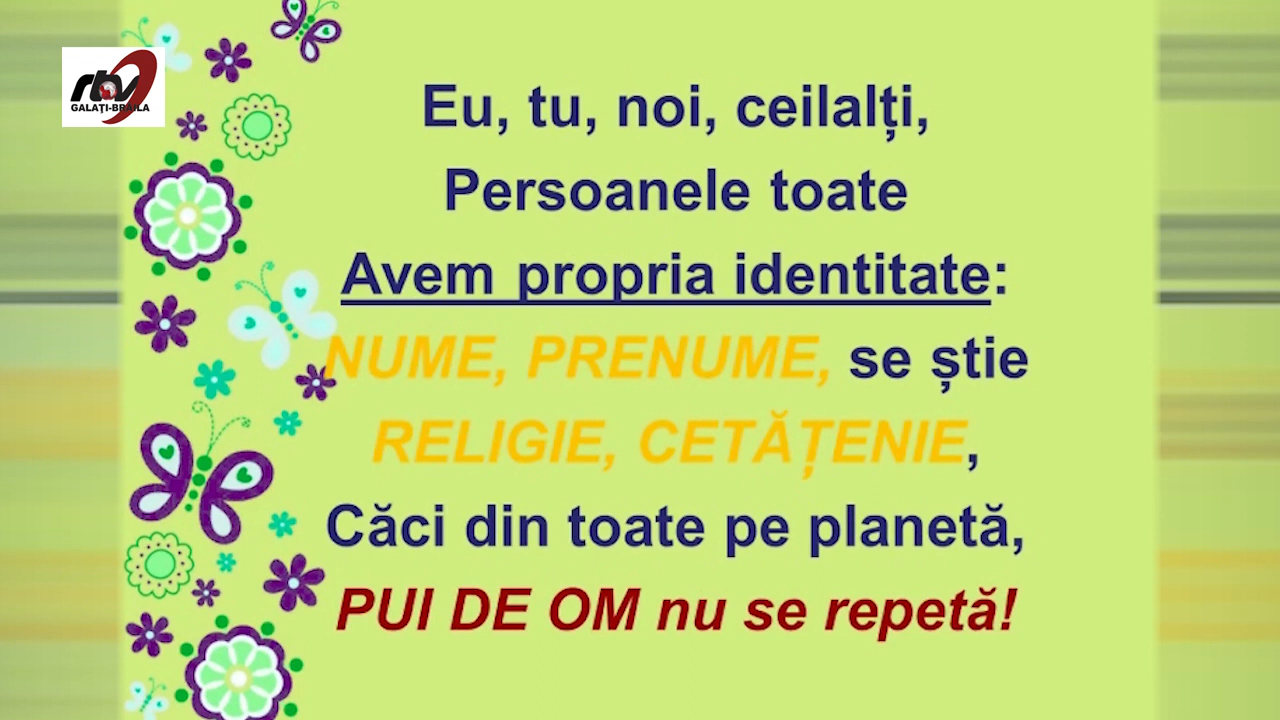 rtv
GALAȚI-BRĂILA
Eu, tu, noi, ceilalți,
Persoanele toate
Avem propria identitate:
NUME, PRENUME, se știe
RELIGIE, CETĂȚENIE,
Căci din toate pe planetă,
PUI DE OM nu se repetă!